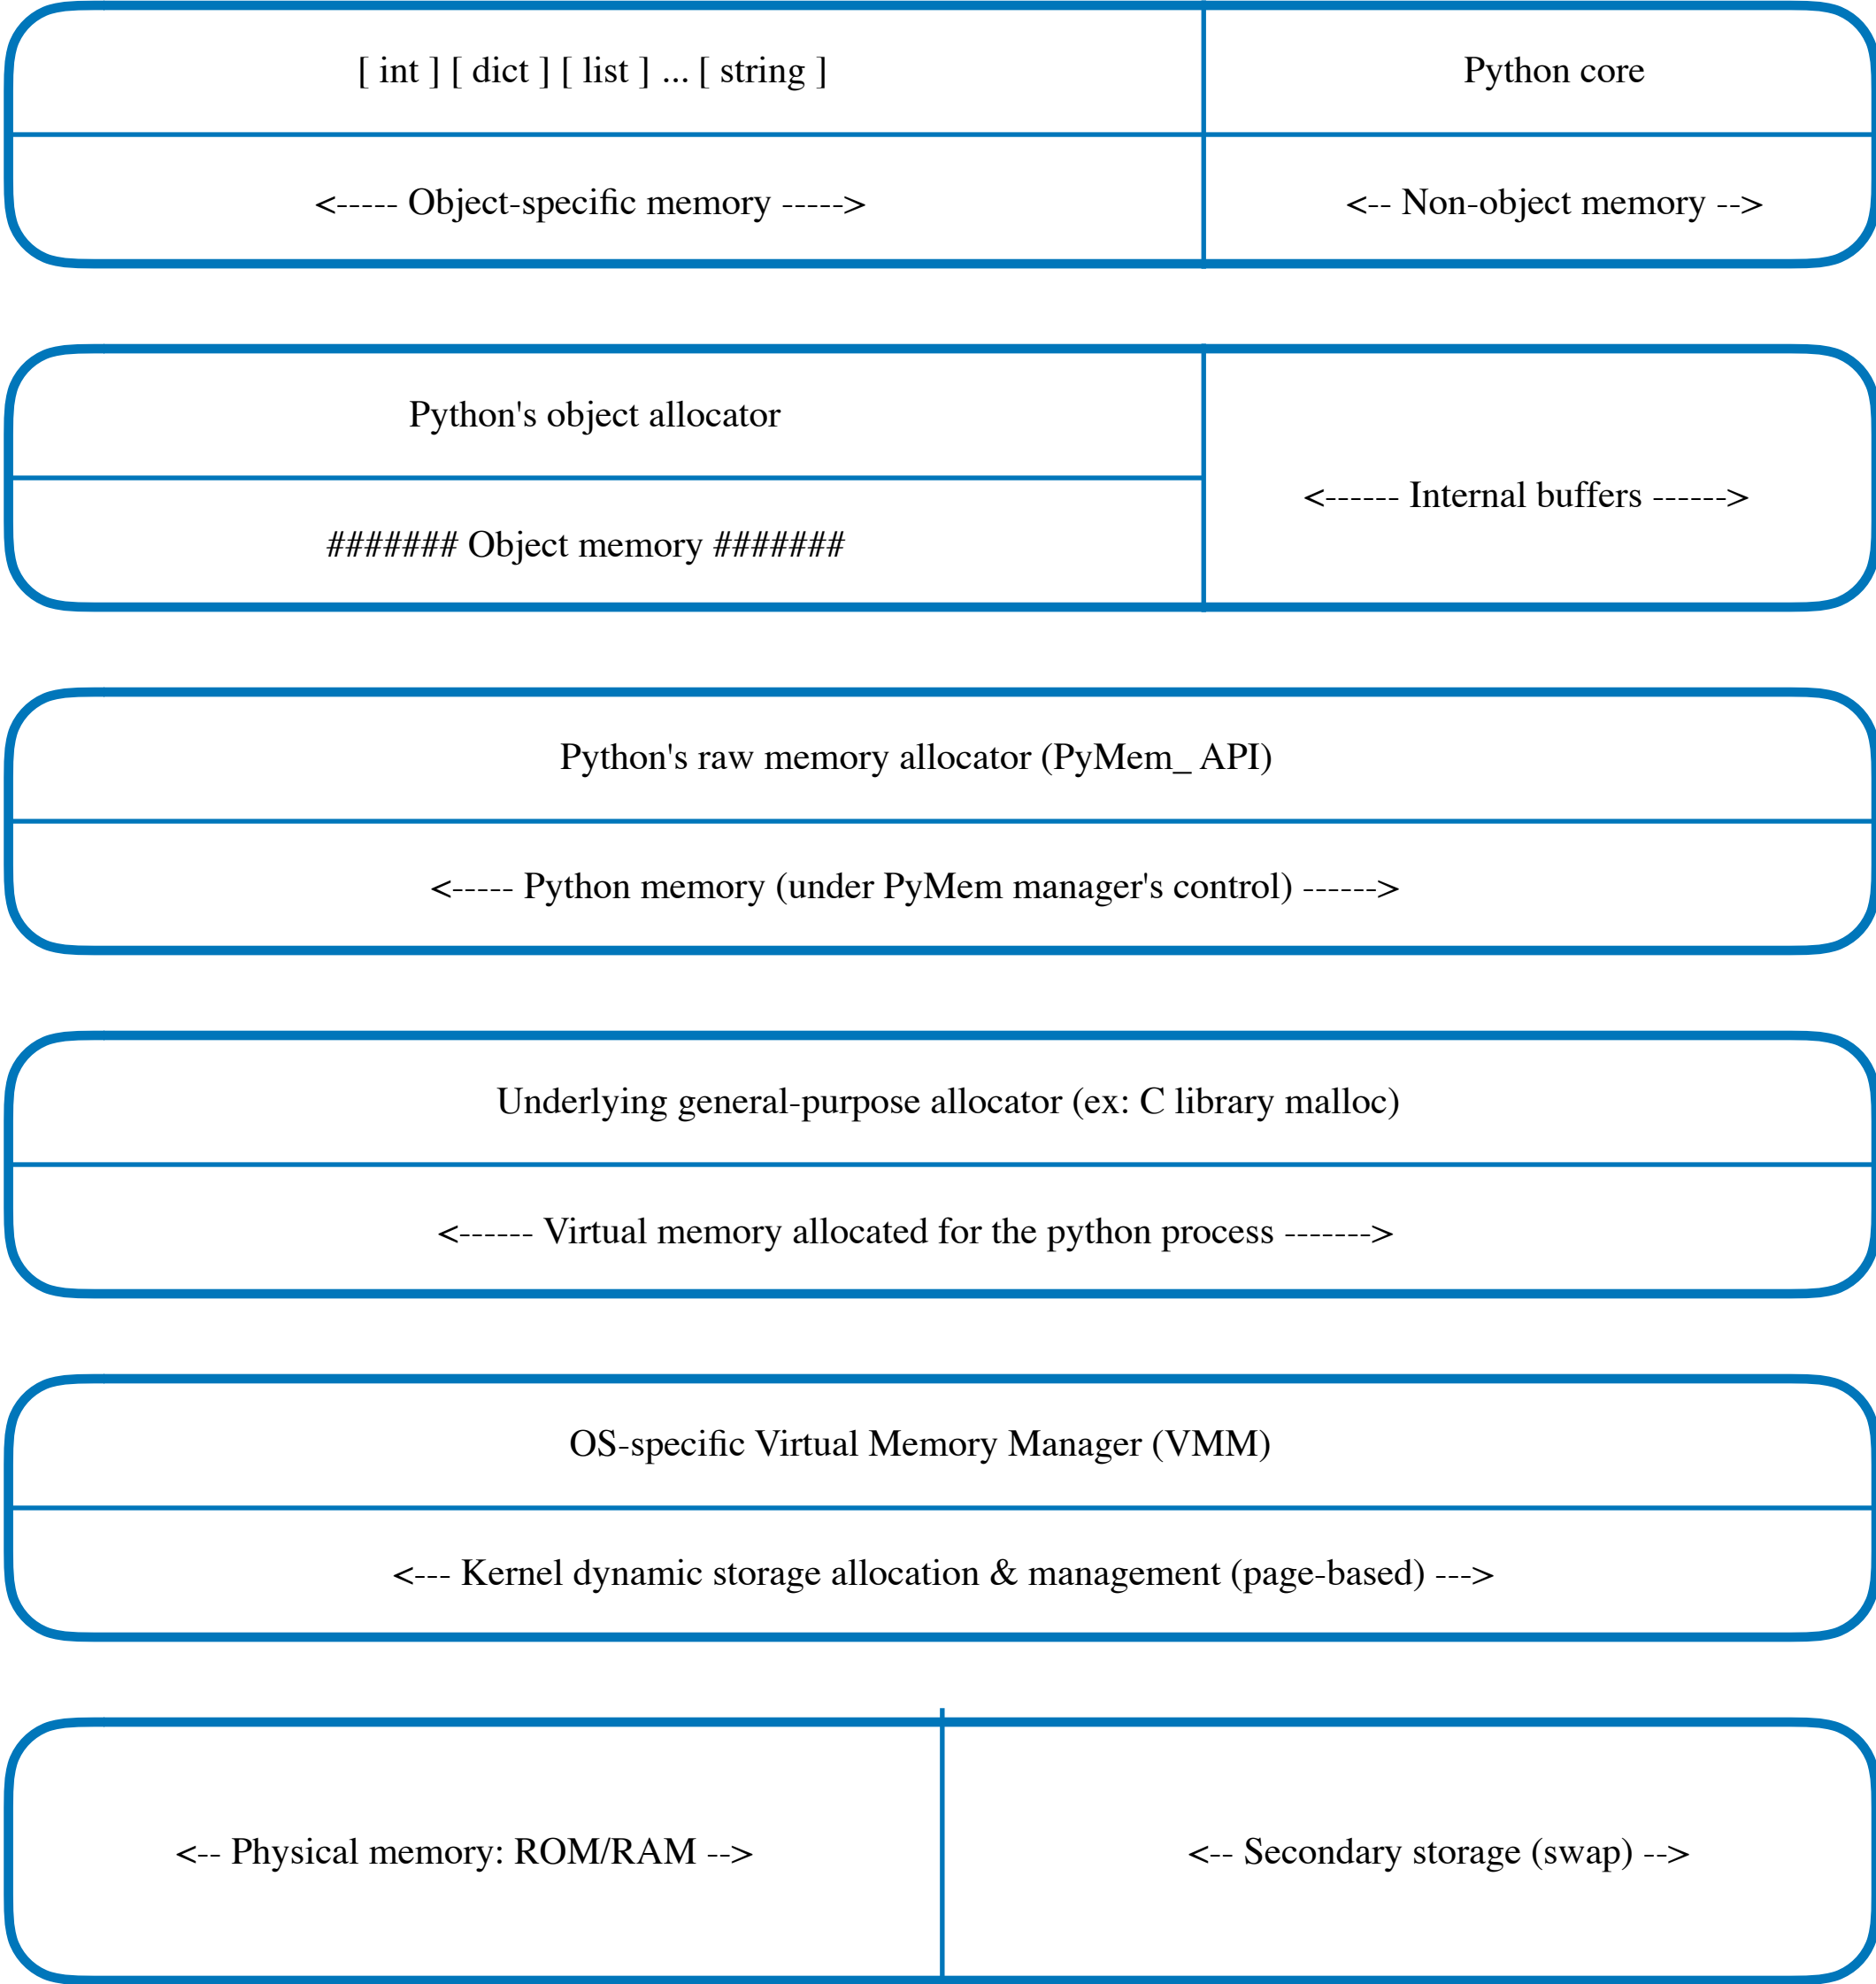 [ int ] [ dict ] [ list ] ... [ string ]
Python core
<----- Object-specific memory ----->
<-- Non-object memory -->
Python's object allocator
####### Object memory #######
<------ Internal buffers ------>
Python's raw memory allocator (PyMem_ API)
<----- Python memory (under PyMem manager's control) ------>
Underlying general-purpose allocator (ex: C library malloc)
<------ Virtual memory allocated for the python process ------->
OS-specific Virtual Memory Manager (VMM)
<--- Kernel dynamic storage allocation & management (page-based) --->
<-- Physical memory: ROM/RAM -->
<-- Secondary storage (swap) -->